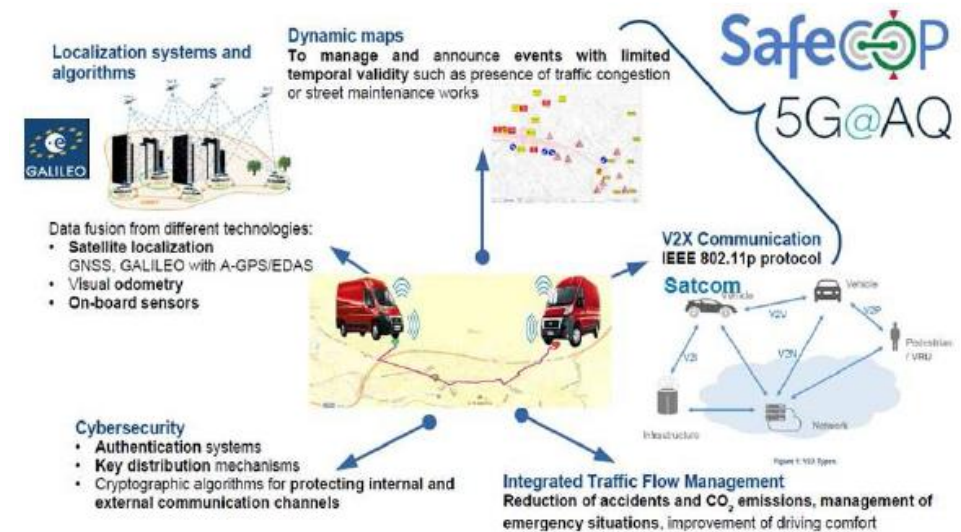 Localization systems and
algorithms
GALILEO
Data fusion from different technologies:
• Satellite localization
GNSS, GALILEO with A-GPS/EDAS
• Visual odometry
• On-board sensors
Dynamic maps
To manage and announce events with limited
temporal validity such as presence of traffic congestion
or street maintenance works
SafeCOP
5G@AQ
V2X Communication
IEEE 802.11p protocol
Satcom
Vehicle
Vehicle
V2V
V2P
V2I
V2N
Pedestrian
/ VRU
Network
Infrastructure
Cybersecurity
• Authentication systems
• Key distribution mechanisms
• Cryptographic algorithms for protecting internal and
external communication channels
Integrated Traffic Flow Management
Reduction of accidents and CO₂ emissions, management of
emergency situations, improvement of driving comfort